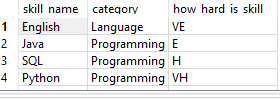 skill name category how hard is skill
1 English Language VE
2 Java Programming E
3 SQL Programming H
4 Python Programming VH